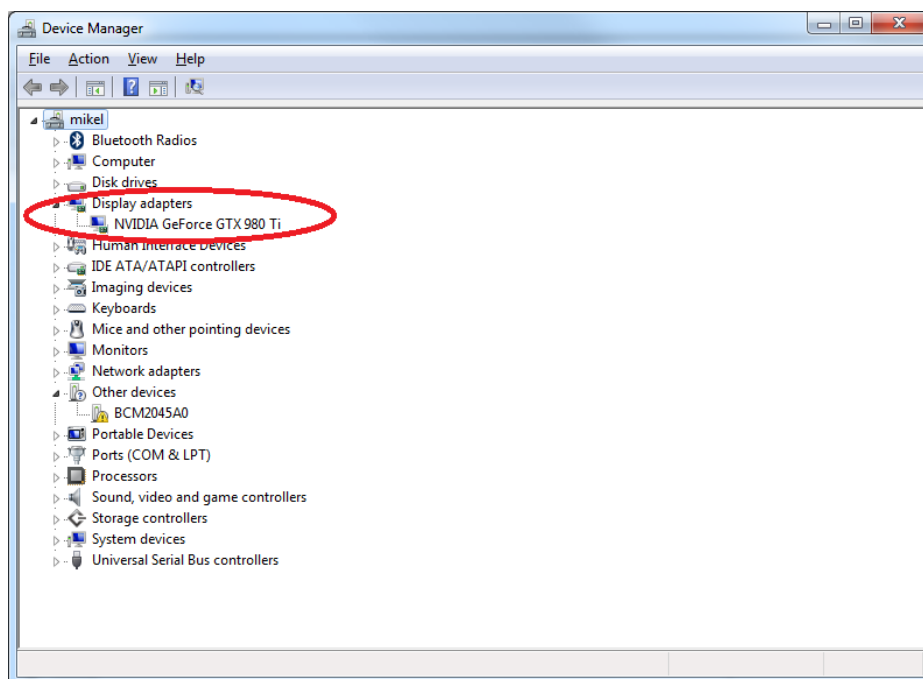 Device Manager
File Action View Help
mikel
Bluetooth Radios
Computer
Disk drives
Display adapters
NVIDIA GeForce GTX 980 Ti
Human Interface Devices
IDE ATA/ATAPI controllers
Imaging devices
Keyboards
Mice and other pointing devices
Monitors
Network adapters
Other devices
BCM2045A0
Portable Devices
Ports (COM & LPT)
Processors
Sound, video and game controllers
Storage controllers
System devices
Universal Serial Bus controllers